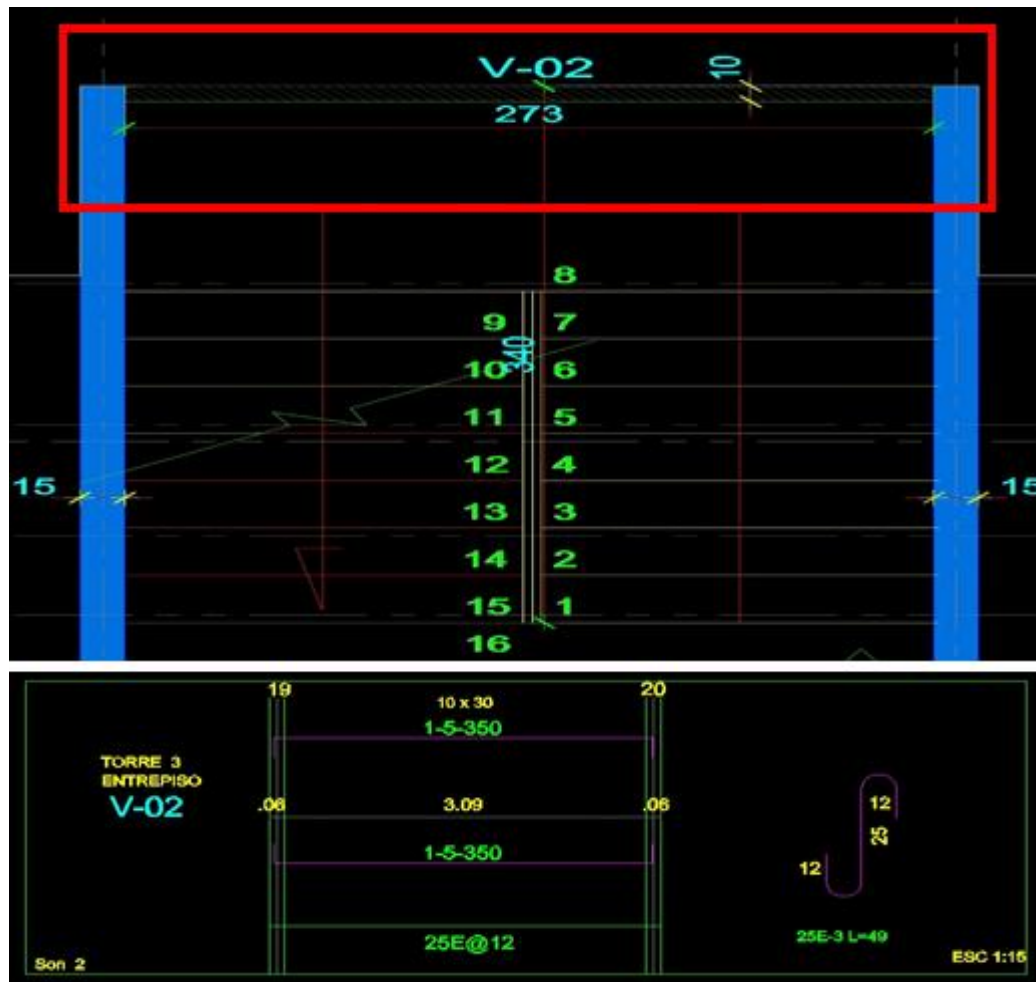 V-02
10
273
8
9 7
340
10 6
11 5
12 4
15 15
13 3
14 2
15 1
16
19 20
10 x 30
1-5-350
TORRE 3
ENTREPISO
V-02
.06 3.09 .06
1-5-350
25E@12
Son 2
12
25
12
25E-3 L=49
ESC 1:15